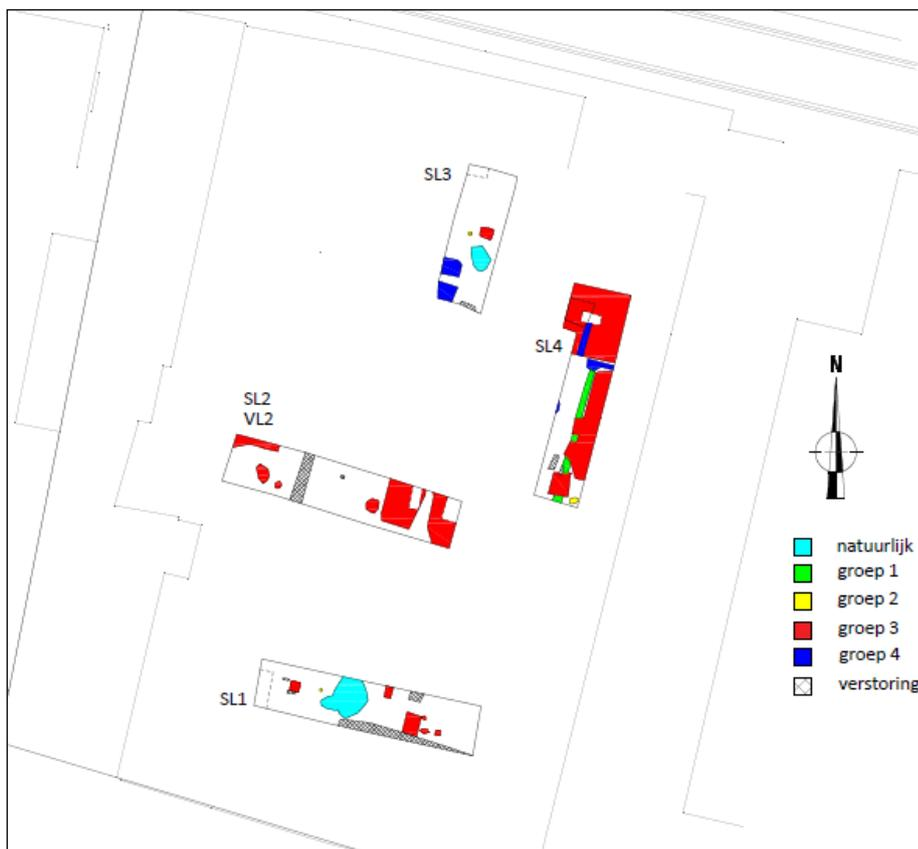 SL3
SL4
N
SL2
VL2
SL1
natuurlijk
groep 1
groep 2
groep 3
groep 4
verstoring